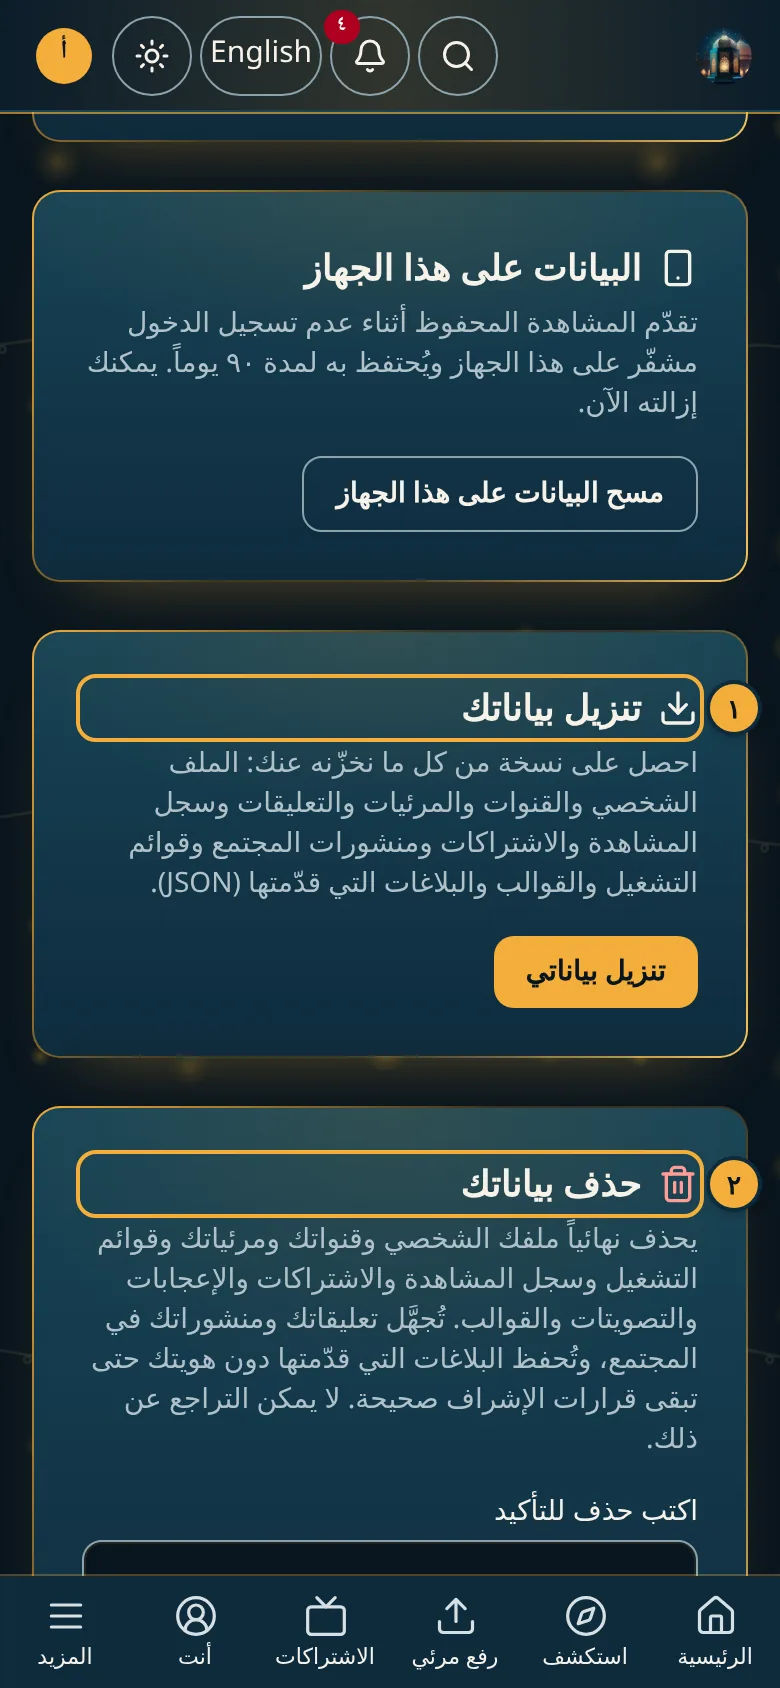 أ
English
٤
البيانات على هذا الجهاز
تقدّم المشاهدة المحفوظ أثناء عدم تسجيل الدخول
مشفّر على هذا الجهاز ويُحتفظ به لمدة ٩٠ يوماً. يمكنك
إزالته الآن.
مسح البيانات على هذا الجهاز
١
تنزيل بياناتك
احصل على نسخة من كل ما نخزّنه عنك: الملف
الشخصي والقنوات والمرئيات والتعليقات وسجل
المشاهدة والاشتراكات ومنشورات المجتمع وقوائم
التشغيل والقوالب والبلاغات التي قدّمتها (JSON).
تنزيل بياناتي
٢
حذف بياناتك
يحذف نهائياً ملفك الشخصي وقنواتك ومرئياتك وقوائم
التشغيل وسجل المشاهدة والاشتراكات والإعجابات
والتصويتات والقوالب. تُجهَّل تعليقاتك ومنشوراتك في
المجتمع، وتُحفظ البلاغات التي قدّمتها دون هويتك حتى
تبقى قرارات الإشراف صحيحة. لا يمكن التراجع عن
ذلك.
اكتب حذف للتأكيد
الرئيسية
استكشف
رفع مرئي
الاشتراكات
أنت
المزيد